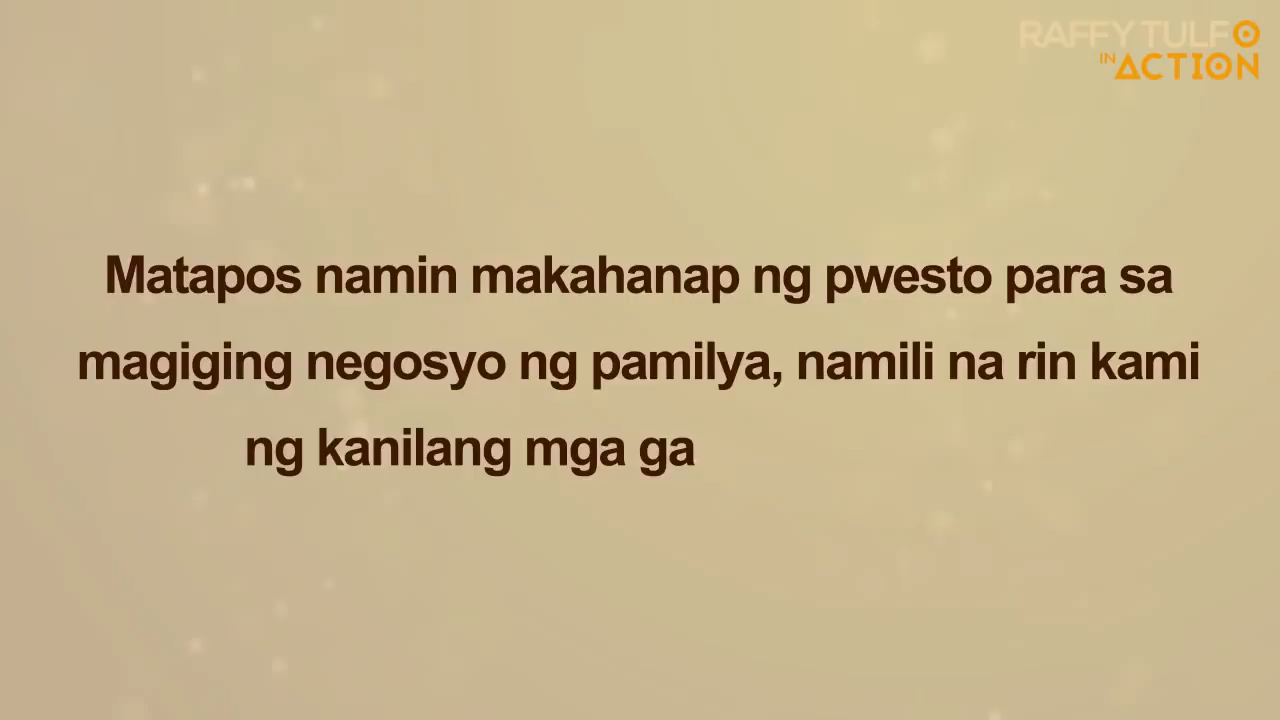 RAFFY TULFO
IN ACTION
Matapos namin makahanap ng pwesto para sa
magiging negosyo ng pamilya, namili na rin kami
ng kanilang mga ga